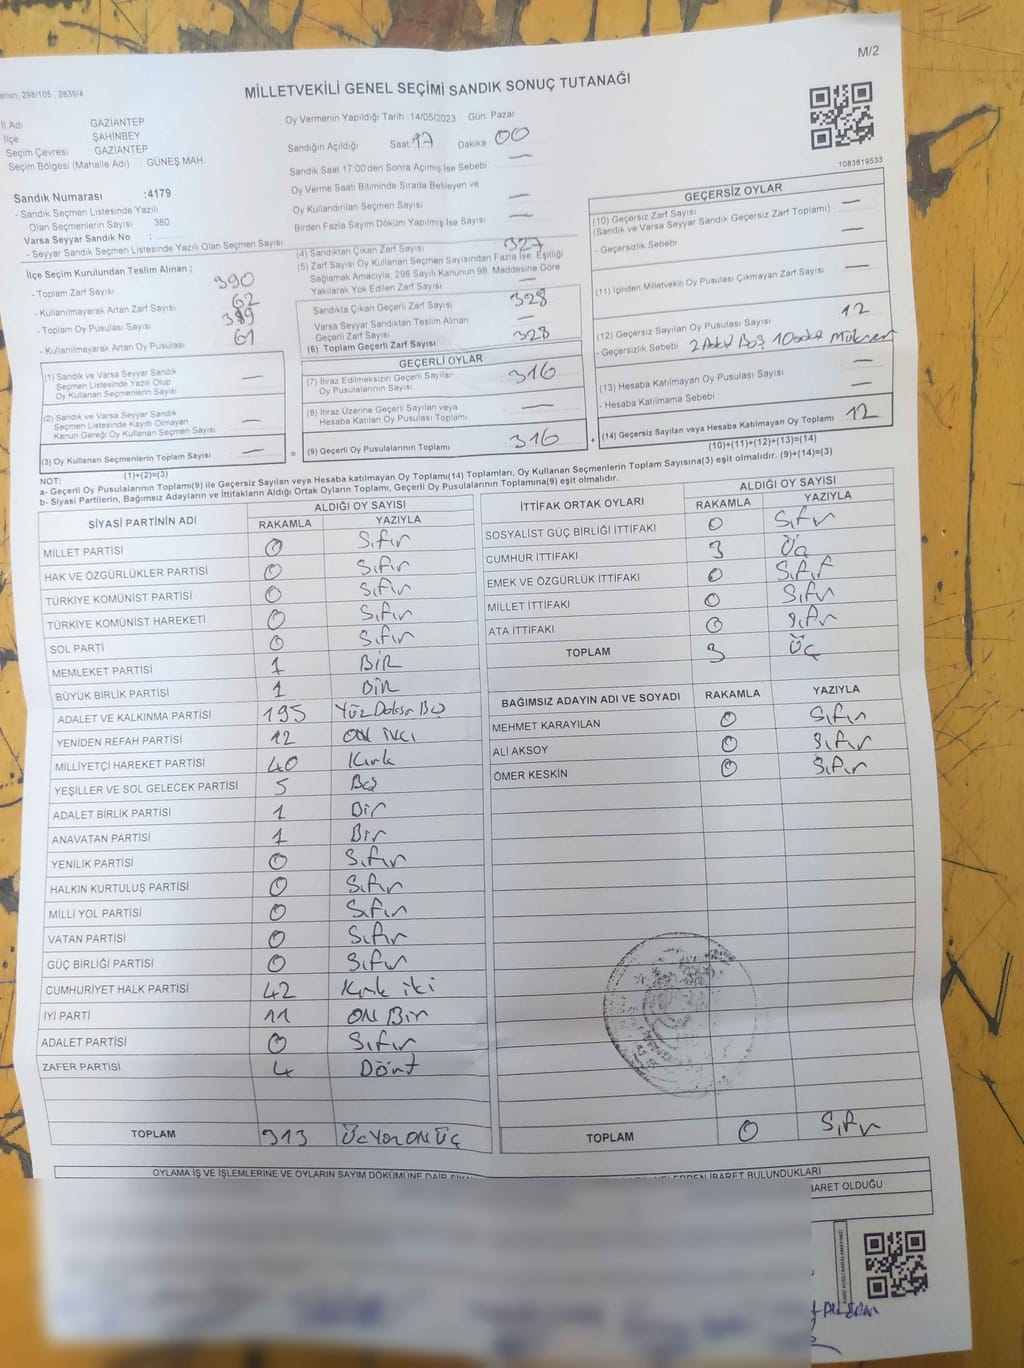 M/2
MİLLETVEKİLİ GENEL SEÇİMİ SANDIK SONUÇ TUTANAĞI
298/105 , 2839/4
İl Adı GAZİANTEP
İlçe ŞAHİNBEY
Seçim Çevresi : GAZİANTEP
Seçim Bölgesi (Mahalle Adı) : GÜNEŞ MAH.
Oy Vermenin Yapıldığı Tarih 14/05/2023 Gün: Pazar
Sandığın Açıldığı Saat 17 Dakika 00
Sandık Saat 17:00'den Sonra Açımış İse Sebebi : —
Oy Verme Saati Bitiminde Sırada Bekleyen ve
Oy Kullandırılan Seçmen Sayısı —
Birden Fazla Sayım Döküm Yapılmış İse Sayısı —
1083819533
Sandık Numarası :4179
- Sandık Seçmen Listesinde Yazılı
Olan Seçmenlerin Sayısı : 380
Varsa Seyyar Sandık No :
- Seyyar Sandık Seçmen Listesinde Yazılı Olan Seçmen Sayısı
İlçe Seçim Kurulundan Teslim Alınan ;
- Toplam Zarf Sayısı 390
- Kullanılmayarak Artan Zarf Sayısı 62
- Toplam Oy Pusulası Sayısı 389
- Kullanılmayarak Artan Oy Pusulası 61
(4) Sandıktan Çıkan Zarf Sayısı 327
(5) Zarf Sayısı Oy Kullanan Seçmen Sayısından Fazla İse, Eşitliği
Sağlamak Amacıyla, 298 Sayılı Kanunun 98. Maddesine Göre
Yakılarak Yok Edilen Zarf Sayısı —
Sandıkta Çıkan Geçerli Zarf Sayısı 328
Varsa Seyyar Sandıktan Teslim Alınan
Geçerli Zarf Sayısı —
(6) Toplam Geçerli Zarf Sayısı 328
GEÇERSİZ OYLAR
(10) Geçersiz Zarf Sayısı —
(Sandık ve Varsa Seyyar Sandık Geçersiz Zarf Toplamı)
- Geçersizlik Sebebi —
(11) İçinden Milletvekili Oy Pusulası Çıkmayan Zarf Sayısı —
(12) Geçersiz Sayılan Oy Pusulası Sayısı 12
- Geçersizlik Sebebi 2 Adet Boş 10 adet
(13) Hesaba Katılmayan Oy Pusulası Sayısı —
- Hesaba Katılmama Sebebi : —
(14) Geçersiz Sayılan veya Hesaba Katılmayan Oy Toplamı 12
(10)+(11)+(12)+(13)=(14)
(1) Sandık ve Varsa Seyyar Sandık
Seçmen Listesinde Yazılı Olup
Oy Kullanan Seçmenlerin Sayısı —
(2) Sandık ve Varsa Seyyar Sandık
Seçmen Listesinde Kayıtlı Olmayan
Kanun Gereği Oy Kullanan Seçmen Sayısı —
(3) Oy Kullanan Seçmenlerin Toplam Sayısı —
(1)+(2)=(3)
GEÇERLİ OYLAR
(7) İtiraz Edilmeksizin Geçerli Sayılan
Oy Pusulalarının Sayısı 316
(8) İtiraz Üzerine Geçerli Sayılan veya
Hesaba Katılan Oy Pusulası Toplamı —
(9) Geçerli Oy Pusulalarının Toplamı 316
NOT:
a- Geçerli Oy Pusulalarının Toplamı(9) ile Geçersiz Sayılan veya Hesaba katılmayan Oy Toplamı(14) Toplamları, Oy Kullanan Seçmenlerin Toplam Sayısına(3) eşit olmalıdır. (9)+(14)=(3)
b- Siyasi Partilerin, Bağımsız Adayların ve İttifakların Aldığı Ortak Oyların Toplamı, Geçerli Oy Pusulalarının Toplamına(9) eşit olmalıdır.
SİYASİ PARTİNİN ADI ALDIĞI OY SAYISI
RAKAMLA YAZIYLA
MİLLET PARTİSİ 0 Sıfır
HAK VE ÖZGÜRLÜKLER PARTİSİ 0 Sıfır
TÜRKİYE KOMÜNİST PARTİSİ 0 Sıfır
TÜRKİYE KOMÜNİST HAREKETİ 0 Sıfır
SOL PARTİ 0 Sıfır
MEMLEKET PARTİSİ 1 BİR
BÜYÜK BİRLİK PARTİSİ 1 BİR
ADALET VE KALKINMA PARTİSİ 195 Yüz Doksan Beş
YENİDEN REFAH PARTİSİ 12 ON İKİ
MİLLİYETÇİ HAREKET PARTİSİ 40 Kırk
YEŞİLLER VE SOL GELECEK PARTİSİ 5 Beş
ADALET BİRLİK PARTİSİ 1 Bir
ANAVATAN PARTİSİ 1 Bir
YENİLİK PARTİSİ 0 Sıfır
HALKIN KURTULUŞ PARTİSİ 0 Sıfır
MİLLİ YOL PARTİSİ 0 Sıfır
VATAN PARTİSİ 0 Sıfır
GÜÇ BİRLİĞİ PARTİSİ 0 Sıfır
CUMHURİYET HALK PARTİSİ 42 Kırk iki
İYİ PARTİ 11 ON Bir
ADALET PARTİSİ 0 Sıfır
ZAFER PARTİSİ 4 Dört
TOPLAM 313 ÜçYüz ON ÜÇ
İTTİFAK ORTAK OYLARI ALDIĞI OY SAYISI
RAKAMLA YAZIYLA
SOSYALİST GÜÇ BİRLİĞİ İTTİFAKI 0 Sıfır
CUMHUR İTTİFAKI 3 Üç
EMEK VE ÖZGÜRLÜK İTTİFAKI 0 Sıfır
MİLLET İTTİFAKI 0 Sıfır
ATA İTTİFAKI 0 Sıfır
TOPLAM 3 Üç
BAĞIMSIZ ADAYIN ADI VE SOYADI RAKAMLA YAZIYLA
MEHMET KARAYILAN 0 Sıfır
ALİ AKSOY 0 Sıfır
ÖMER KESKİN 0 Sıfır
TOPLAM 0 Sıfır
OYLAMA İŞ VE İŞLEMLERİNE VE OYLARIN SAYIM DÖKÜMÜNE DAİR
İBARET BULUNDUKLARI
İBARET OLDUĞU